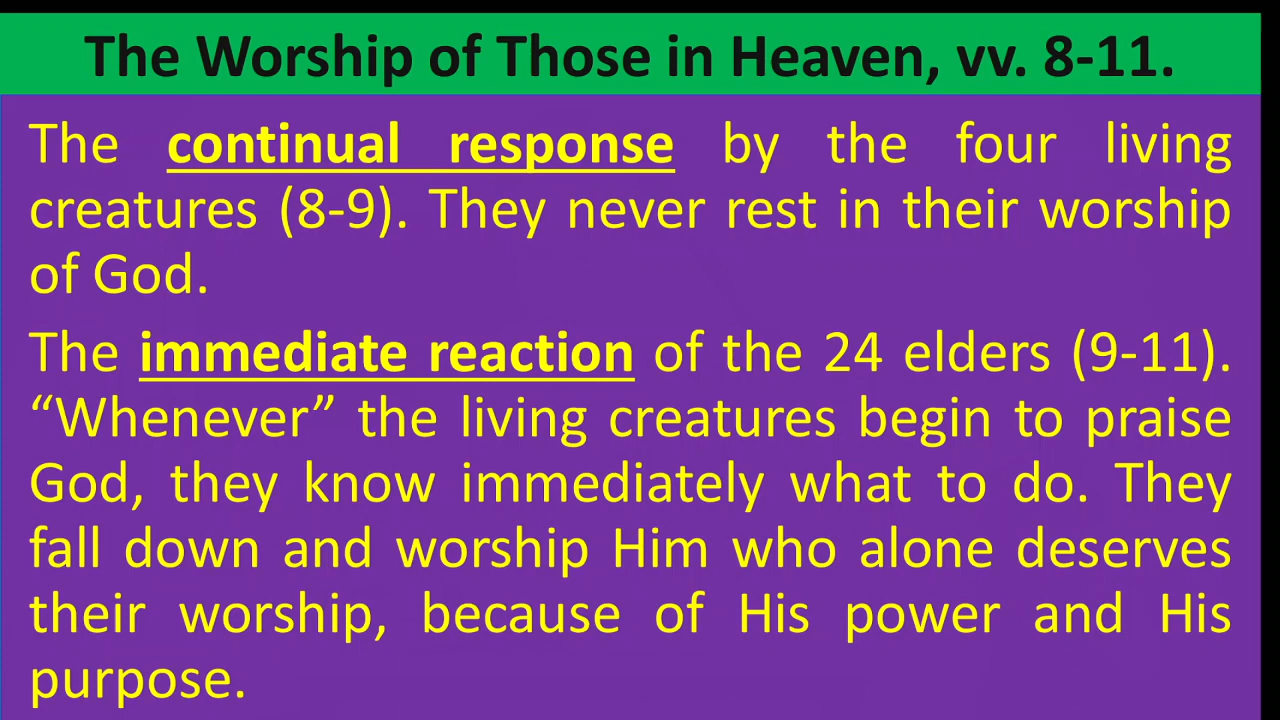 The Worship of Those in Heaven, vv. 8-11.
The continual response by the four living
creatures (8-9). They never rest in their worship
of God.
The immediate reaction of the 24 elders (9-11).
“Whenever” the living creatures begin to praise
God, they know immediately what to do. They
fall down and worship Him who alone deserves
their worship, because of His power and His
purpose.